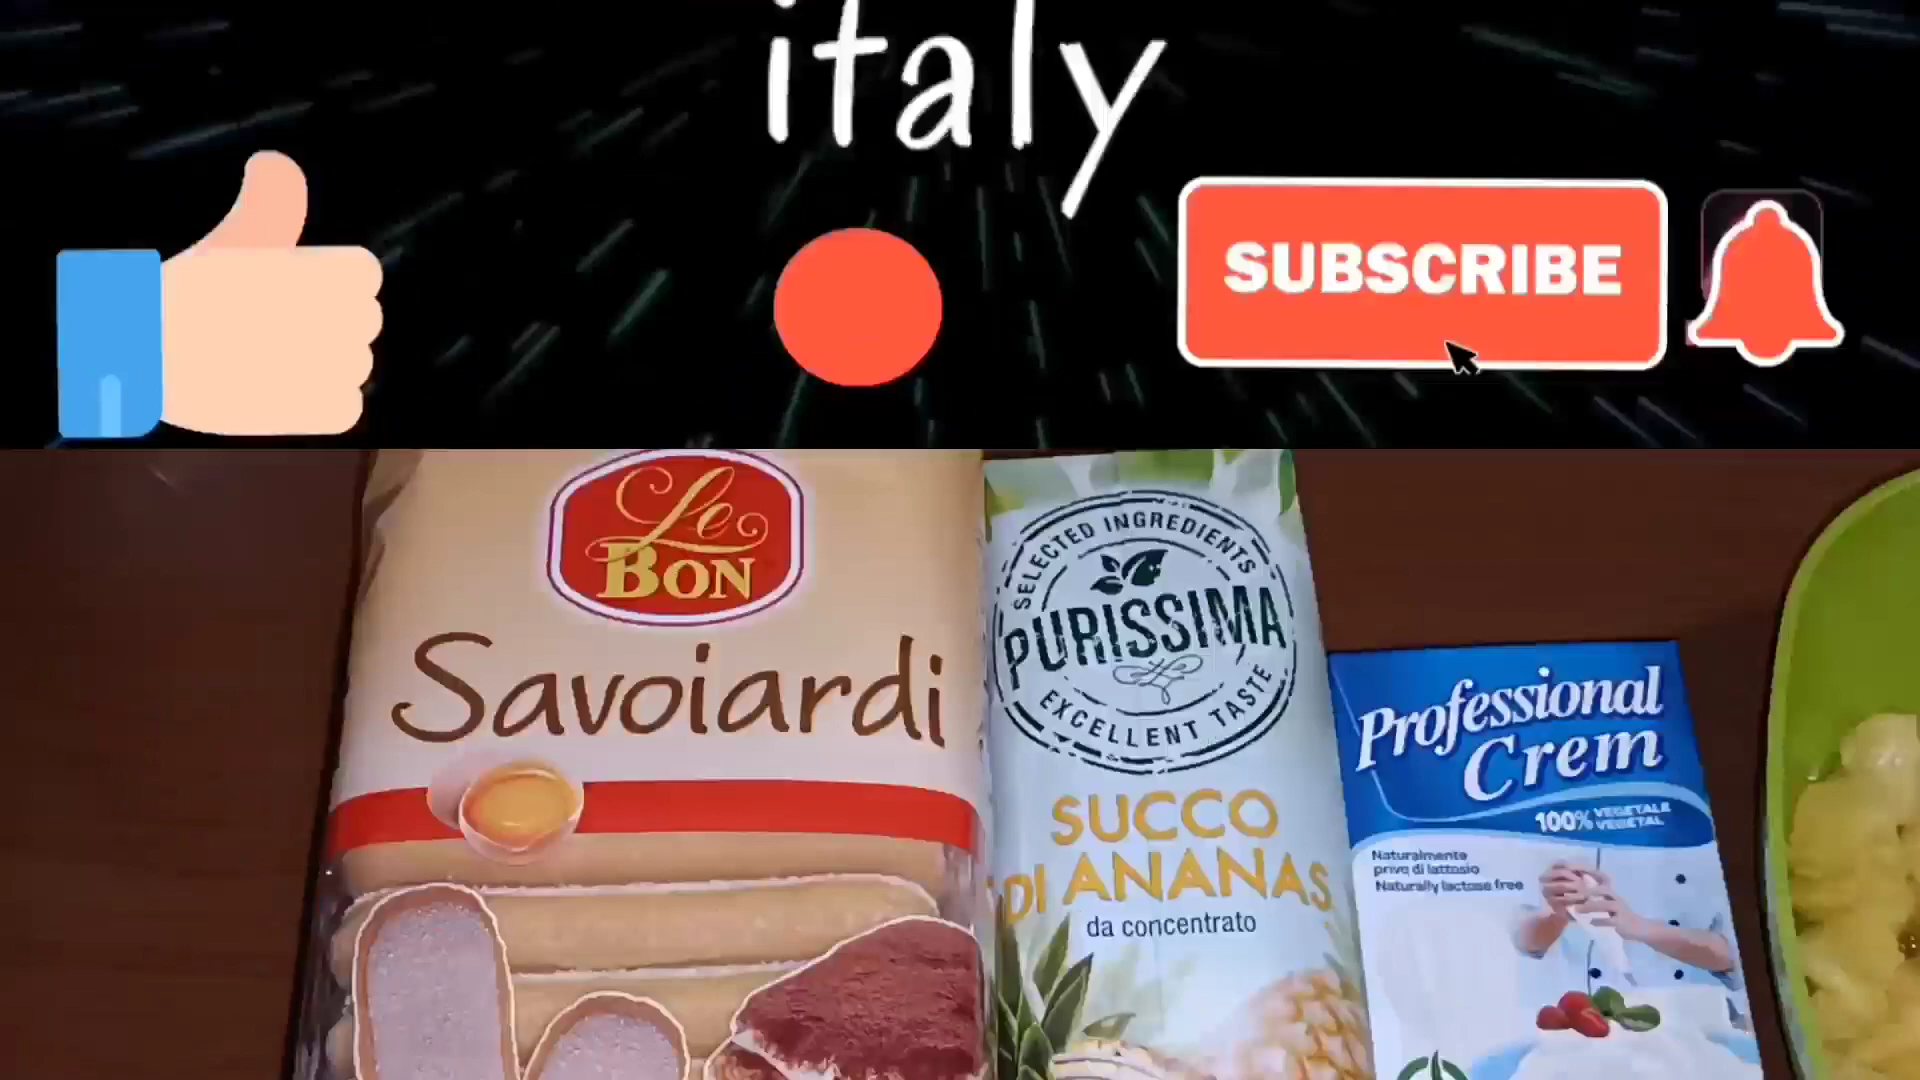 italy
SUBSCRIBE
Le
BON
Savoiardi
SELECTED INGREDIENTS
PURISSIMA
EXCELLENT TASTE
SUCCO
DI ANANAS
da concentrato
Professional
Crem
100% VEGETALE
VEGETAL
Naturalmente
privo di lattosio
Naturally lactose free